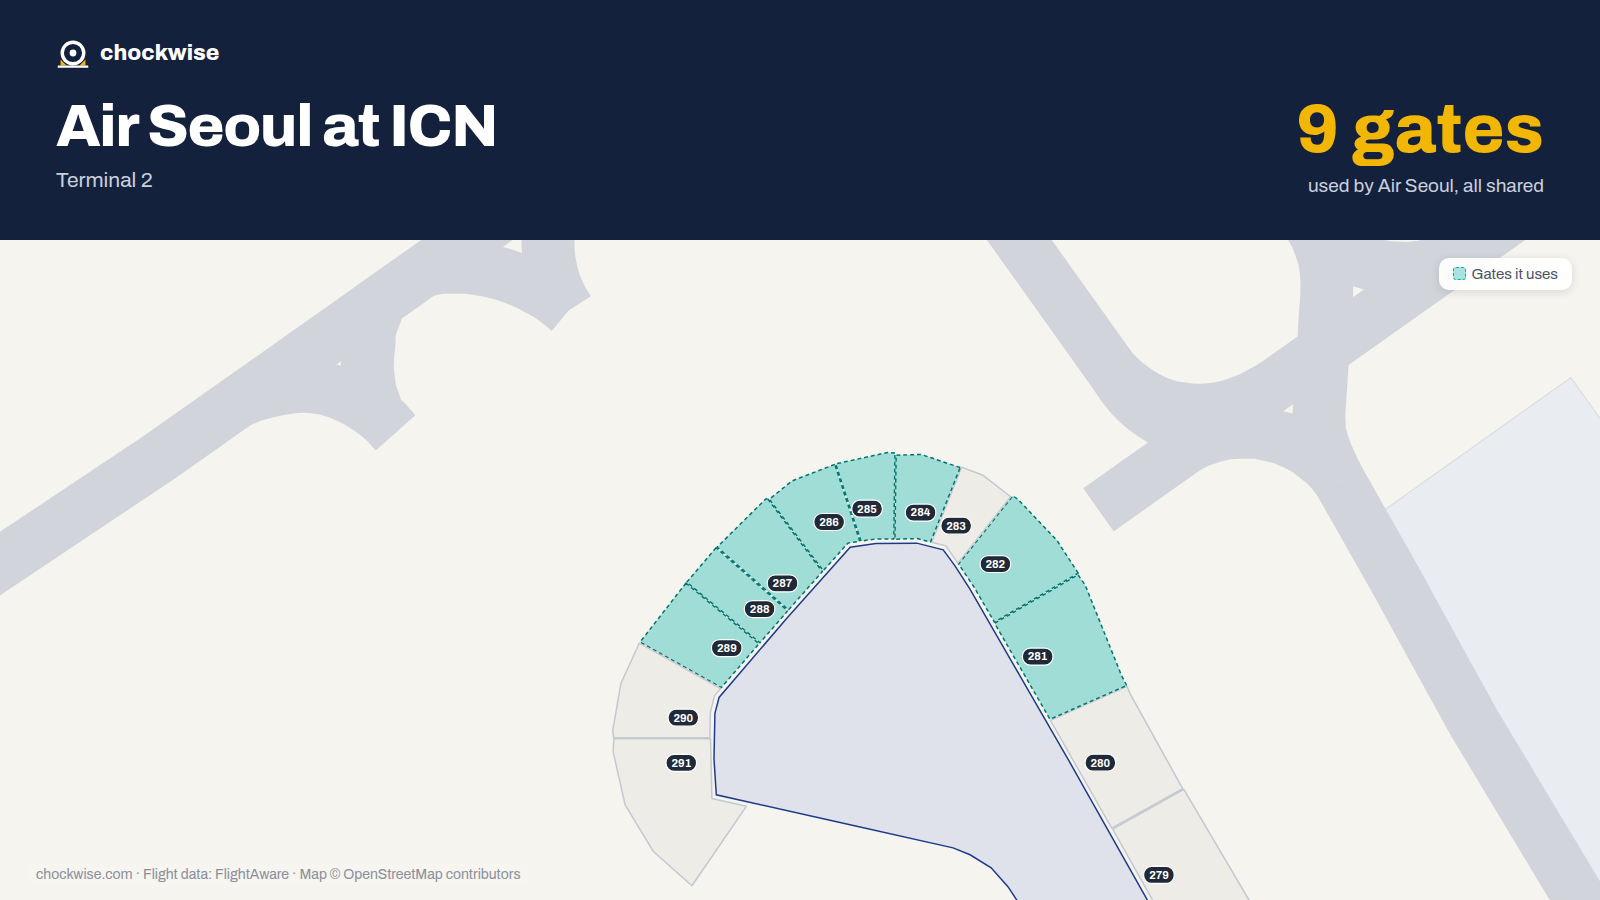 chockwise
Air Seoul at ICN
Terminal 2
9 gates
used by Air Seoul, all shared
Gates it uses
285
284
286
283
282
287
288
289
281
290
291
280
279
chockwise.com · Flight data: FlightAware · Map © OpenStreetMap contributors